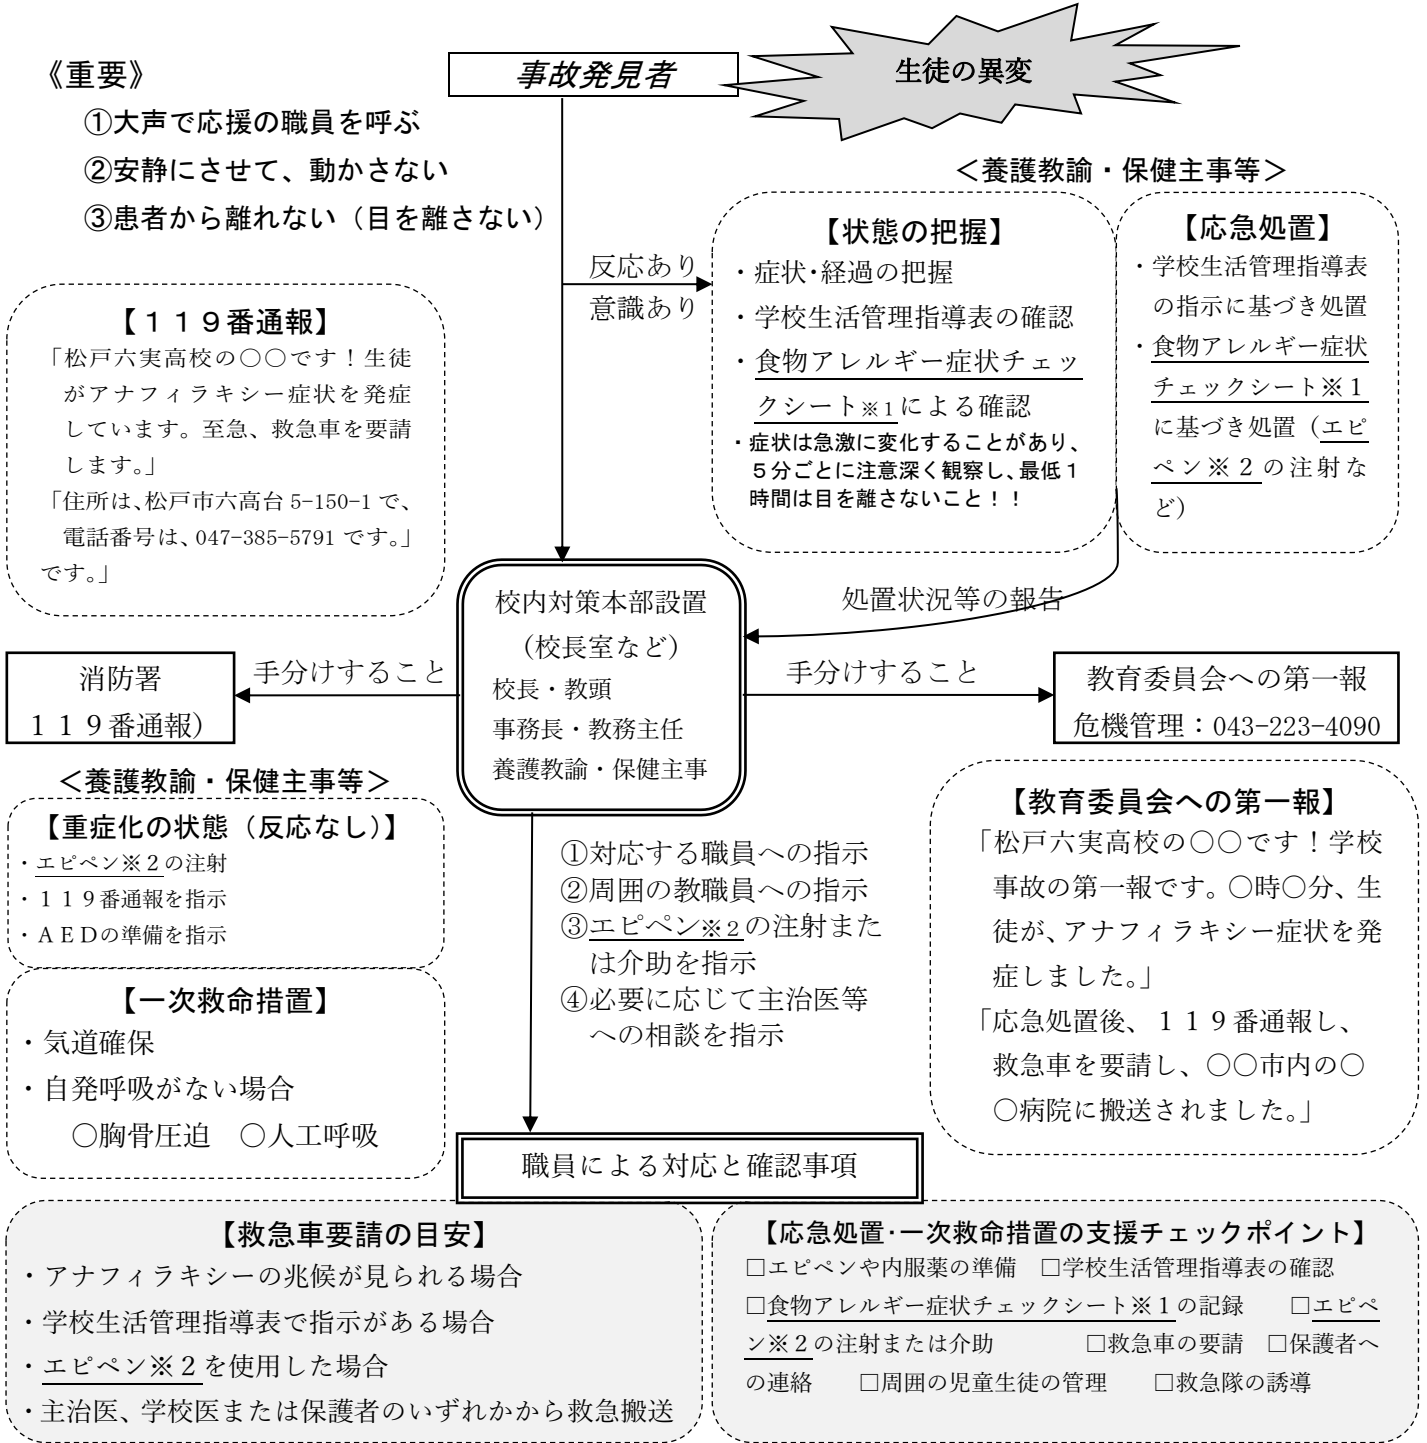 《重要》
①大声で応援の職員を呼ぶ
②安静にさせて、動かさない
③患者から離れない（目を離さない）
事故発見者
生徒の異変
＜養護教諭・保健主事等＞
反応あり
意識あり
【状態の把握】
・症状･経過の把握
・学校生活管理指導表の確認
・食物アレルギー症状チェッ
クシート※1による確認
・症状は急激に変化することがあり、
５分ごとに注意深く観察し、最低１
時間は目を離さないこと！！
【応急処置】
・学校生活管理指導表
の指示に基づき処置
・食物アレルギー症状
チェックシート※１
に基づき処置（エピ
ペン※２の注射な
ど）
【１１９番通報】
「松戸六実高校の〇〇です！生徒
がアナフィラキシー症状を発症
しています。至急、救急車を要請
します。」
「住所は、松戸市六高台 5-150-1 で、
電話番号は、047-385-5791 です。」
です。」
処置状況等の報告
校内対策本部設置
（校長室など）
校長・教頭
事務長・教務主任
養護教諭・保健主事
手分けすること
手分けすること
消防署
１１９番通報）
教育委員会への第一報
危機管理：043-223-4090
＜養護教諭・保健主事等＞
【重症化の状態（反応なし）】
・エピペン※２の注射
・１１９番通報を指示
・ＡＥＤの準備を指示
【一次救命措置】
・気道確保
・自発呼吸がない場合
〇胸骨圧迫　〇人工呼吸
①対応する職員への指示
②周囲の教職員への指示
③エピペン※２の注射また
は介助を指示
④必要に応じて主治医等
への相談を指示
【教育委員会への第一報】
「松戸六実高校の〇〇です！学校
事故の第一報です。〇時〇分、生
徒が、アナフィラキシー症状を発
症しました。」
「応急処置後、１１９番通報し、
救急車を要請し、〇〇市内の〇
〇病院に搬送されました。」
職員による対応と確認事項
【救急車要請の目安】
・アナフィラキシーの兆候が見られる場合
・学校生活管理指導表で指示がある場合
・エピペン※２を使用した場合
・主治医、学校医または保護者のいずれかから救急搬送
【応急処置･一次救命措置の支援チェックポイント】
□エピペンや内服薬の準備　□学校生活管理指導表の確認
□食物アレルギー症状チェックシート※１の記録　　□エピペ
ン※２の注射または介助　　　　□救急車の要請　□保護者へ
の連絡　　□周囲の児童生徒の管理　　□救急隊の誘導